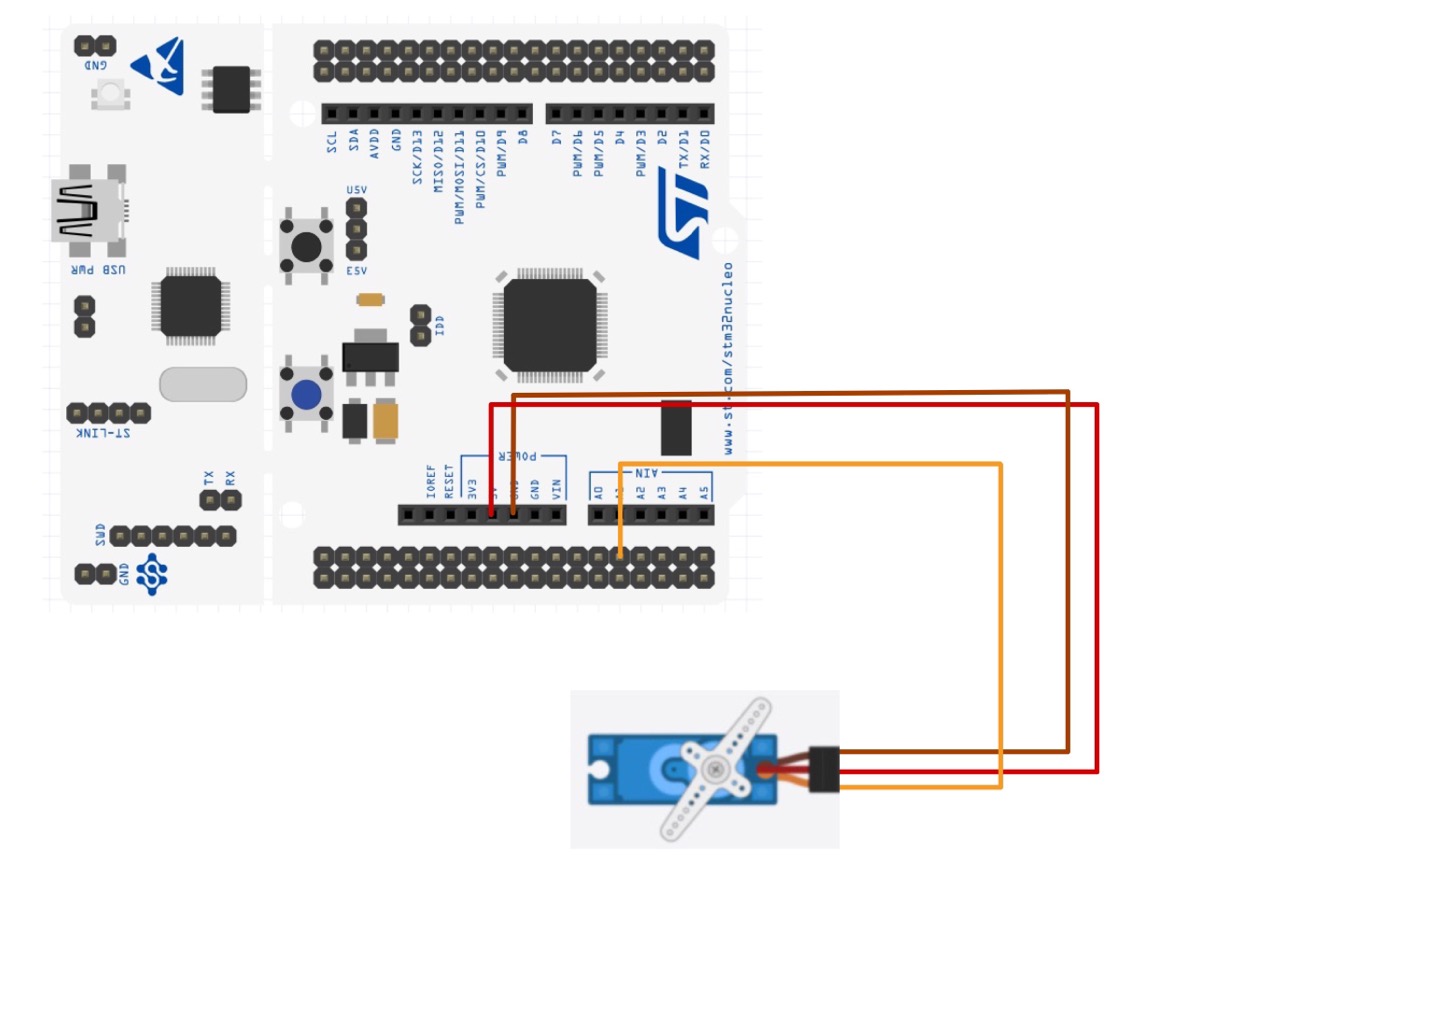 GND
SCL
SDA
AVDD
GND
SCK/D13
MISO/D12
PWM/MOSI/D11
PWM/CS/D10
PWM/D9
D8
D7
PWM/D6
PWM/D5
D4
PWM/D3
D2
TX/D1
RX/D0
ST
U5V
E5V
USB PWR
IDD
www.st.com/stm32nucleo
ST-LINK
TX
RX
POWER
AIN
IOREF
RESET
3V3
5V
GND
GND
VIN
A0
A1
A2
A3
A4
A5
SWD
GND